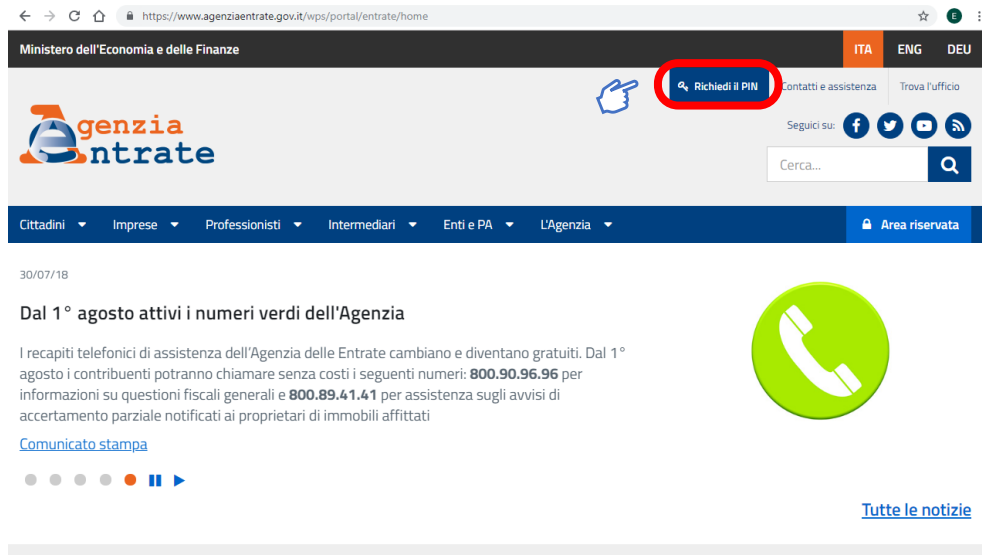 https://www.agenziaentrate.gov.it/wps/portal/entrate/home
E
Ministero dell'Economia e delle Finanze
ITA ENG DEU
Richiedi il PIN
Contatti e assistenza
Trova l'ufficio
Agenzia
Entrate
Seguici su:
Cerca...
Cittadini Imprese Professionisti Intermediari Enti e PA L'Agenzia Area riservata
30/07/18
Dal 1° agosto attivi i numeri verdi dell'Agenzia
I recapiti telefonici di assistenza dell'Agenzia delle Entrate cambiano e diventano gratuiti. Dal 1°
agosto i contribuenti potranno chiamare senza costi i seguenti numeri: 800.90.96.96 per
informazioni su questioni fiscali generali e 800.89.41.41 per assistenza sugli avvisi di
accertamento parziale notificati ai proprietari di immobili affittati
Comunicato stampa
Tutte le notizie